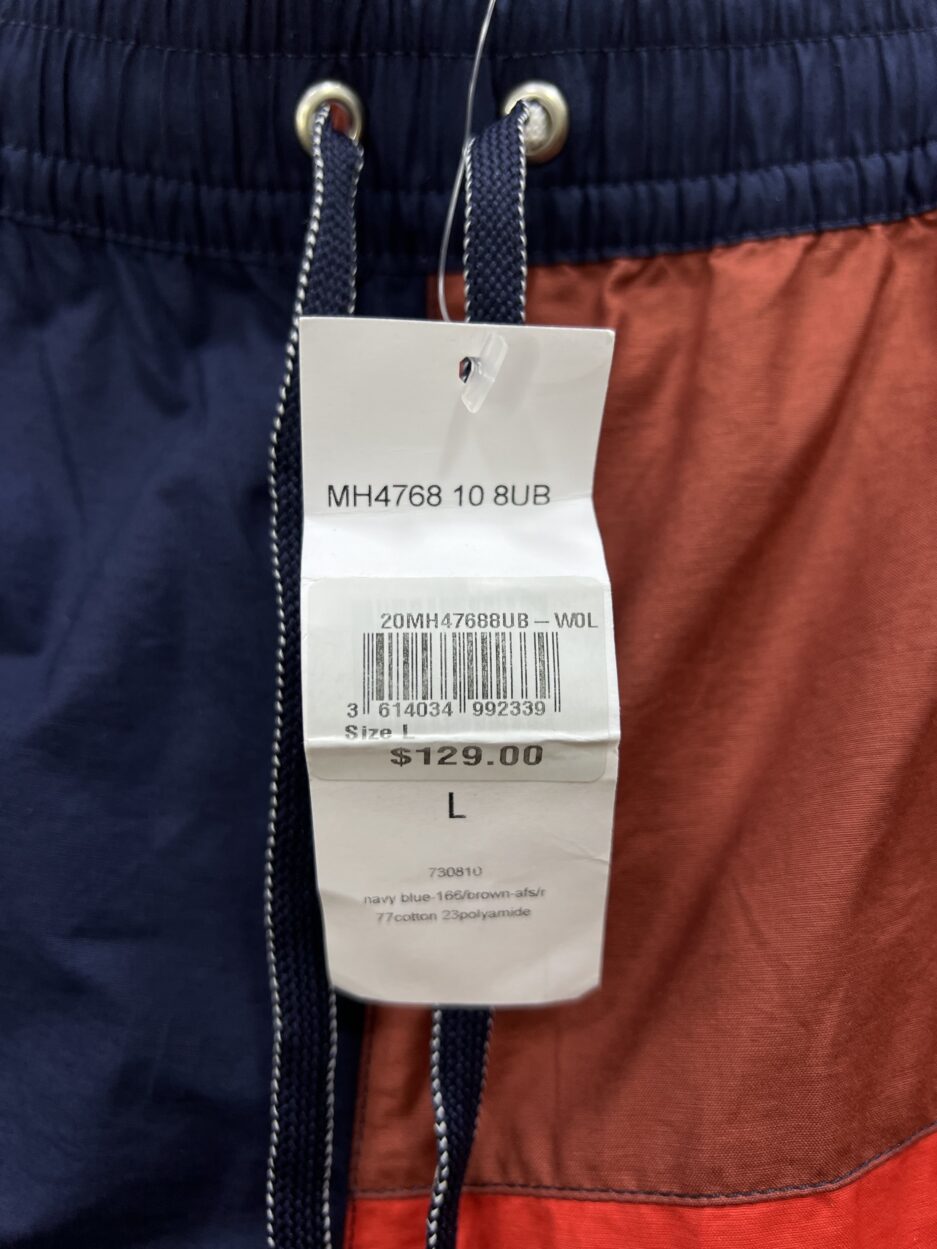 MH4768 10 8UB
20MH47688UB – W0L
3 614034 992339
Size L
$129.00
L
730810
navy blue-166/brown-afs/r
77cotton 23polyamide